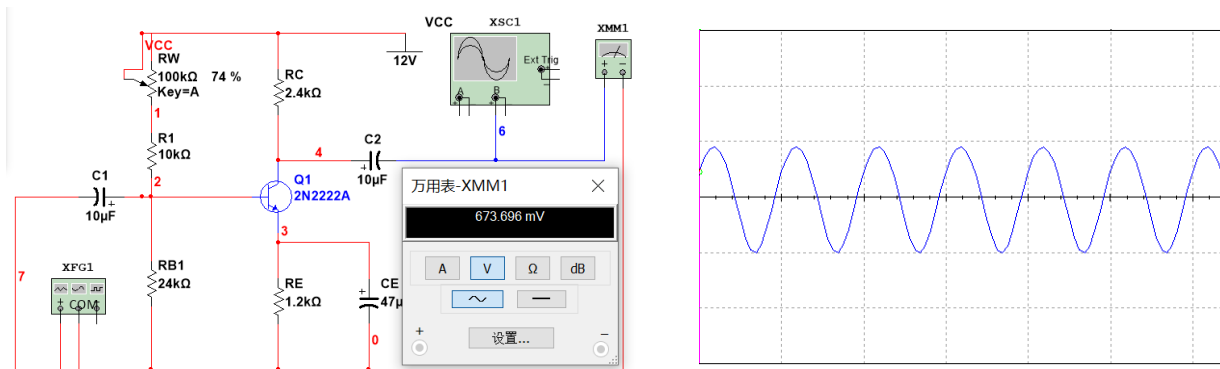 VCC
XSC1
XMM1
VCC
RW
100kΩ 74 %
Key=A
RC
2.4kΩ
12V
Ext Trig
+
−
A
B
+ −
1
6
R1
10kΩ
4
C2
+
10μF
C1
2
+
10μF
Q1
2N2222A
万用表-XMM1
673.696 mV
3
A V Ω dB
7
XFG1
COM
+
RB1
24kΩ
RE
1.2kΩ
+
CE
47μ
0
设置...
+
−